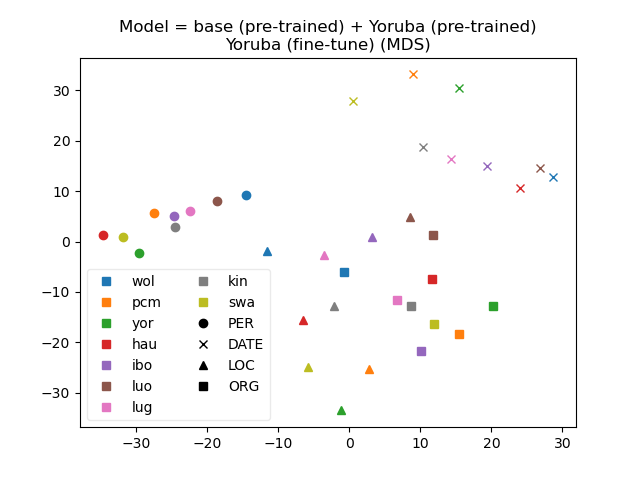 Model = base (pre-trained) + Yoruba (pre-trained)
Yoruba (fine-tune) (MDS)
30
20
10
0
−10
−20
−30
wol
pcm
yor
hau
ibo
luo
lug
kin
swa
PER
DATE
LOC
ORG
−30
−20
−10
0
10
20
30